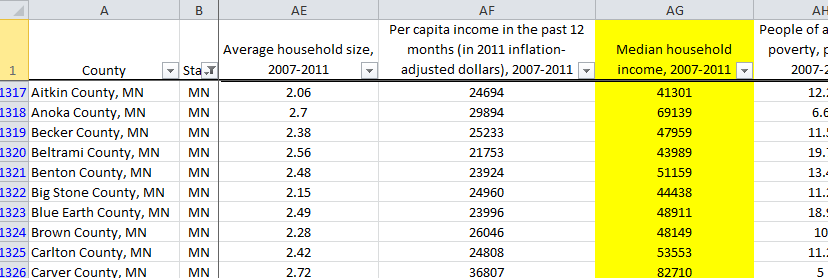 A B AE AF AG AH
Per capita income in the past 12 People of a
Average household size, months (in 2011 inflation- Median household poverty, p
1 County Sta 2007-2011 adjusted dollars), 2007-2011 income, 2007-2011 2007-2
1317 Aitkin County, MN MN 2.06 24694 41301 12.2
1318 Anoka County, MN MN 2.7 29894 69139 6.6
1319 Becker County, MN MN 2.38 25233 47959 11.5
1320 Beltrami County, MN MN 2.56 21753 43989 19.7
1321 Benton County, MN MN 2.48 23924 51159 13.4
1322 Big Stone County, MN MN 2.15 24960 44438 11.2
1323 Blue Earth County, MN MN 2.49 23996 48911 18.9
1324 Brown County, MN MN 2.28 26046 48149 10
1325 Carlton County, MN MN 2.42 24808 53553 11.2
1326 Carver County, MN MN 2.72 36807 82710 5